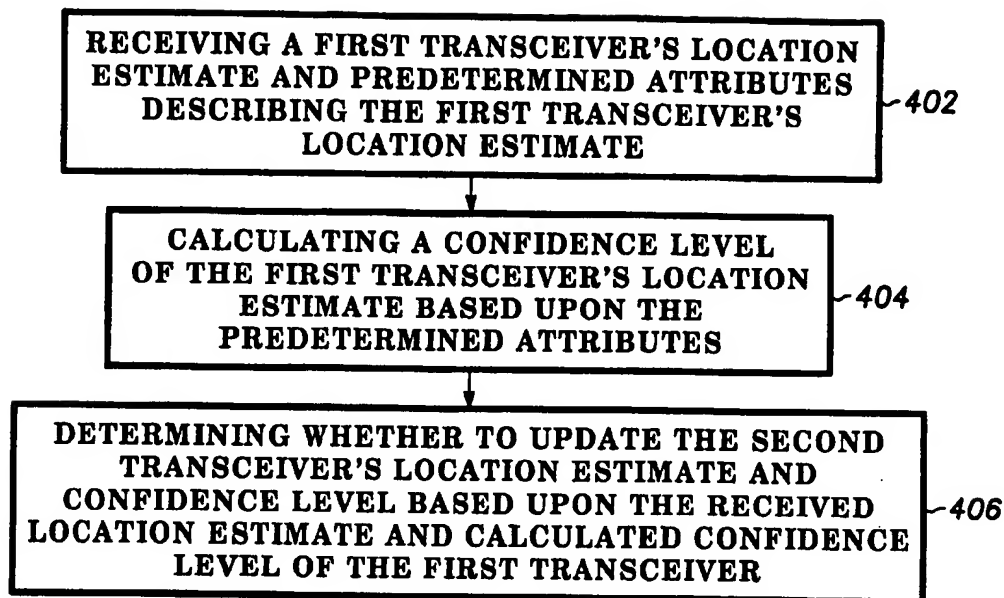 RECEIVING A FIRST TRANSCEIVER'S LOCATION
ESTIMATE AND PREDETERMINED ATTRIBUTES
DESCRIBING THE FIRST TRANSCEIVER'S
LOCATION ESTIMATE
402
CALCULATING A CONFIDENCE LEVEL
OF THE FIRST TRANSCEIVER'S LOCATION
ESTIMATE BASED UPON THE
PREDETERMINED ATTRIBUTES
404
DETERMINING WHETHER TO UPDATE THE SECOND
TRANSCEIVER'S LOCATION ESTIMATE AND
CONFIDENCE LEVEL BASED UPON THE RECEIVED
LOCATION ESTIMATE AND CALCULATED CONFIDENCE
LEVEL OF THE FIRST TRANSCEIVER
406